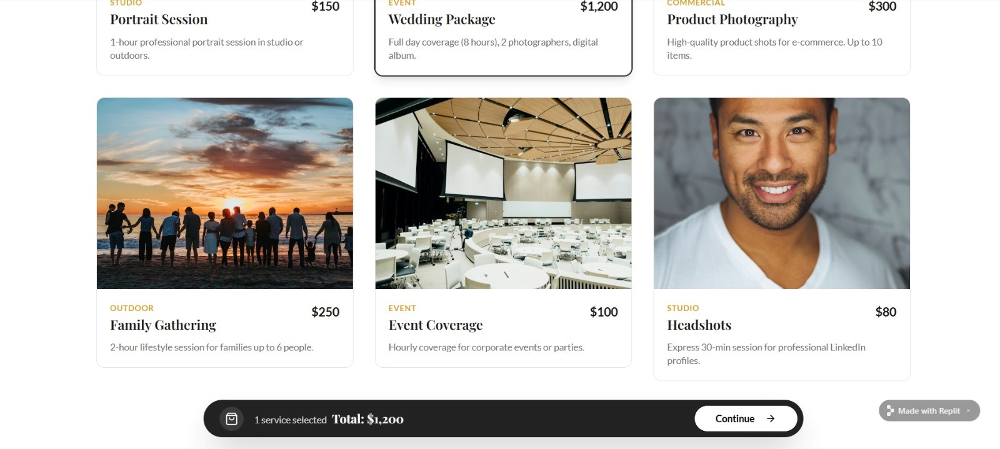 STUDIO
$150
Portrait Session
1-hour professional portrait session in studio or
outdoors.
EVENT
$1,200
Wedding Package
Full day coverage (8 hours), 2 photographers, digital
album.
COMMERCIAL
$300
Product Photography
High-quality product shots for e-commerce. Up to 10
items.
OUTDOOR
$250
Family Gathering
2-hour lifestyle session for families up to 6 people.
EVENT
$100
Event Coverage
Hourly coverage for corporate events or parties.
STUDIO
$80
Headshots
Express 30-min session for professional LinkedIn
profiles.
1 service selected Total: $1,200
Continue →
Made with Replit ×